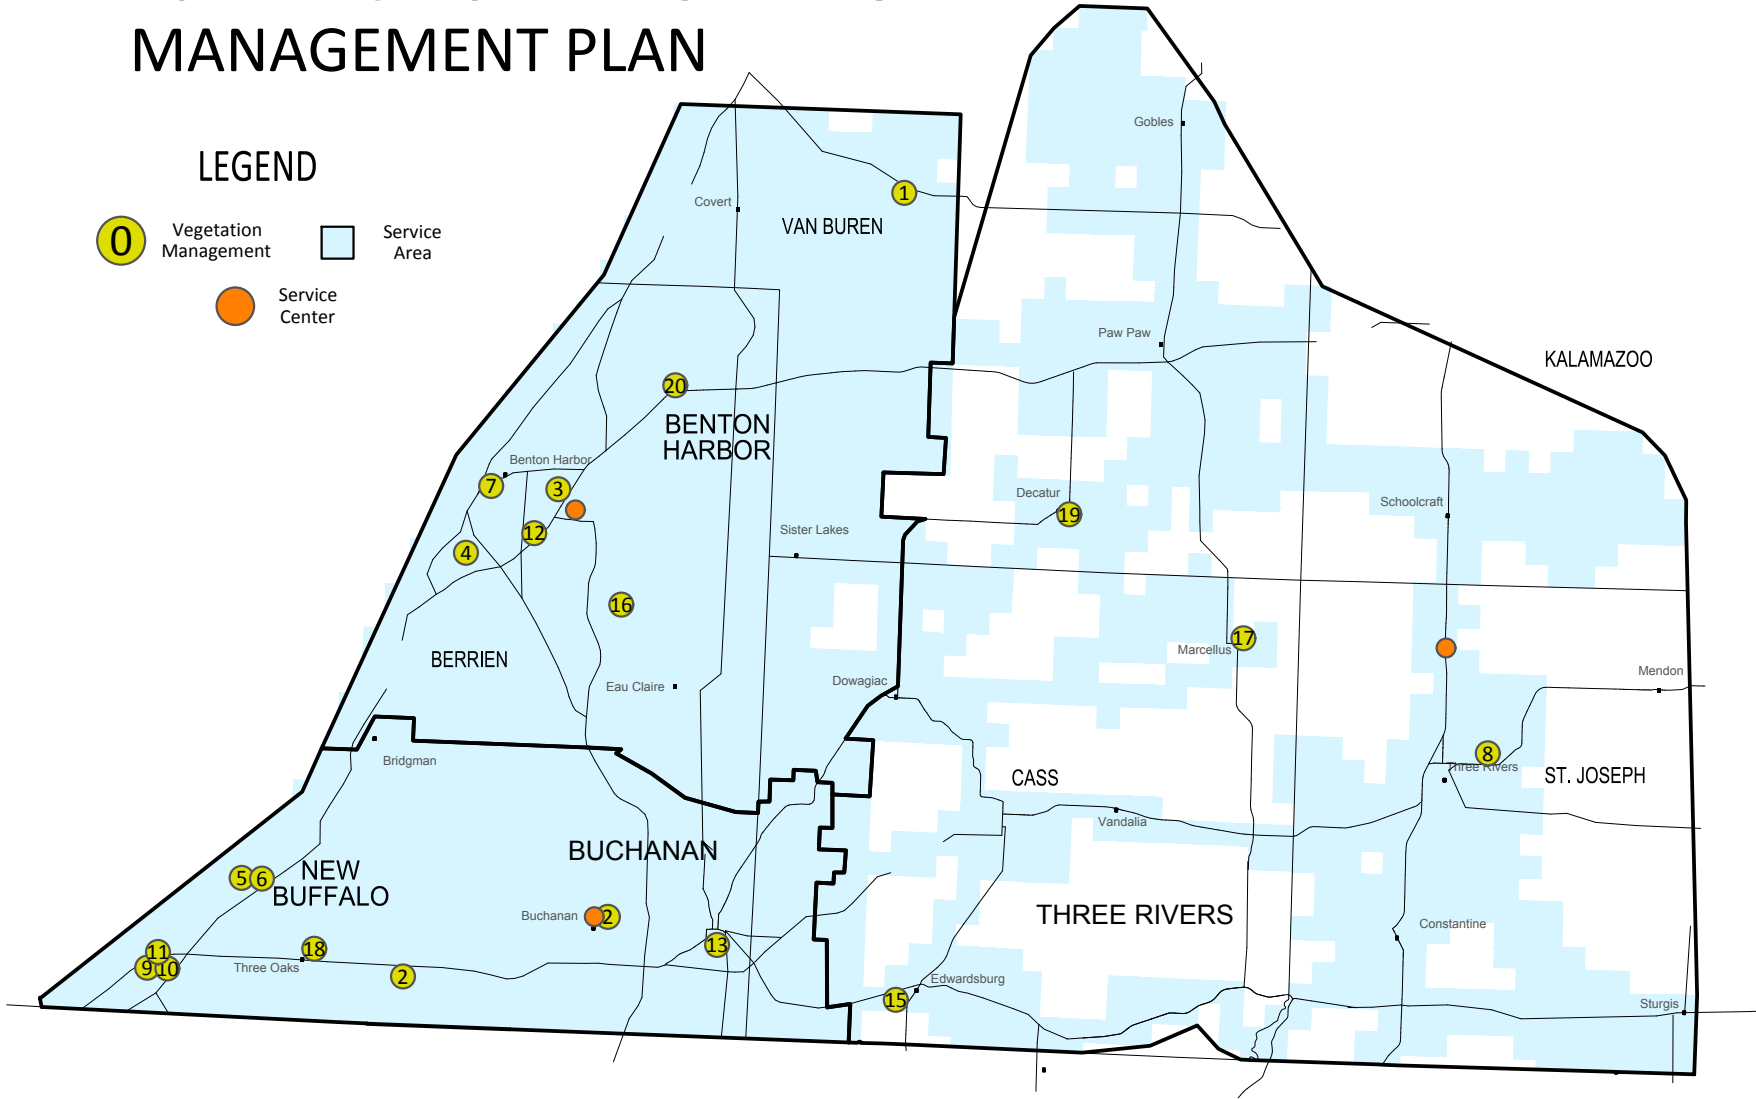 MANAGEMENT PLAN
LEGEND
0
Vegetation
Management
Service
Area
Service
Center
Gobles
1
Covert
VAN BUREN
Paw Paw
KALAMAZOO
20
BENTON
HARBOR
Benton Harbor
7
3
Decatur
19
Schoolcraft
12
4
Sister Lakes
16
17
Marcellus
BERRIEN
Eau Claire
Dowagiac
Mendon
Bridgman
8
Three Rivers
CASS
ST. JOSEPH
Vandalia
BUCHANAN
5
6
NEW
BUFFALO
Buchanan
2
THREE RIVERS
Constantine
13
11
18
9
10
Three Oaks
2
Edwardsburg
15
Sturgis